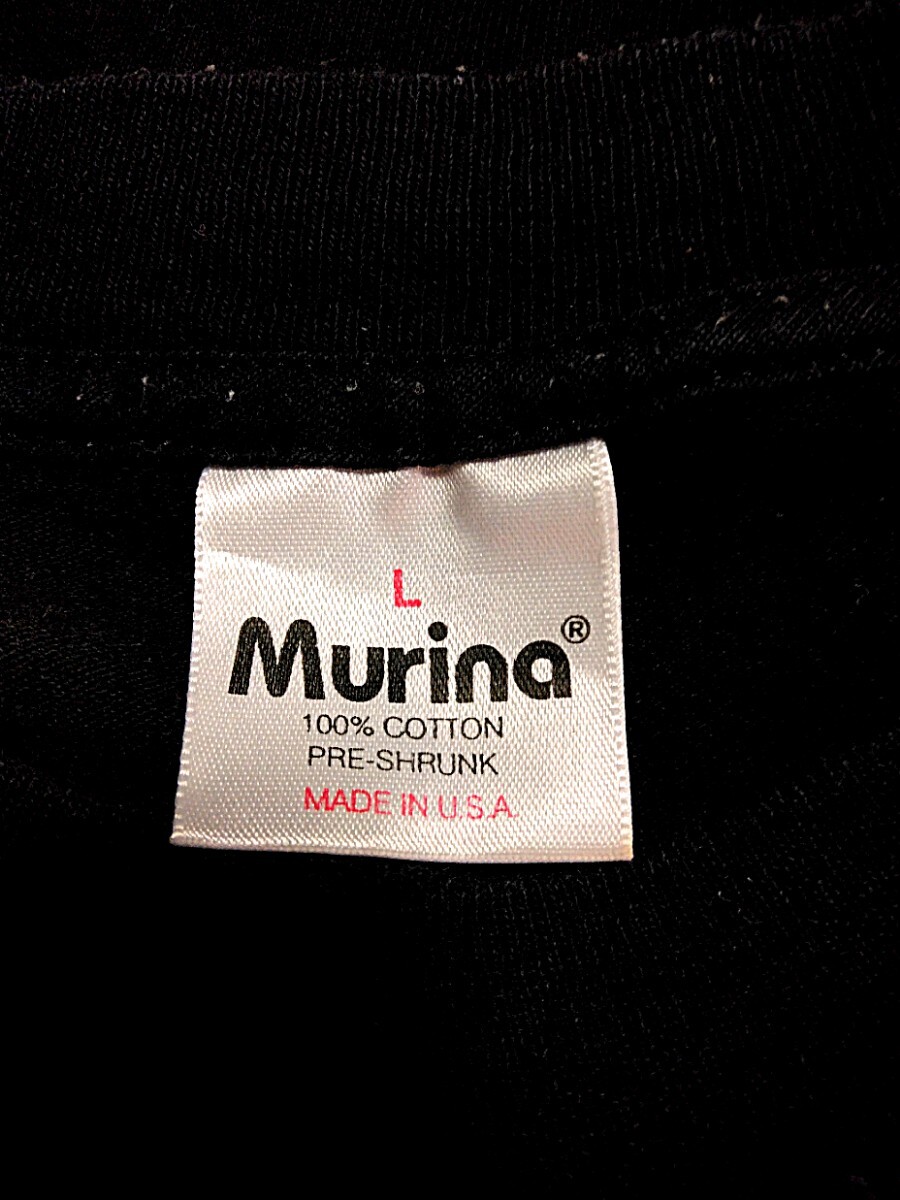 L
Murina®
100% COTTON
PRE-SHRUNK
MADE IN U.S.A.